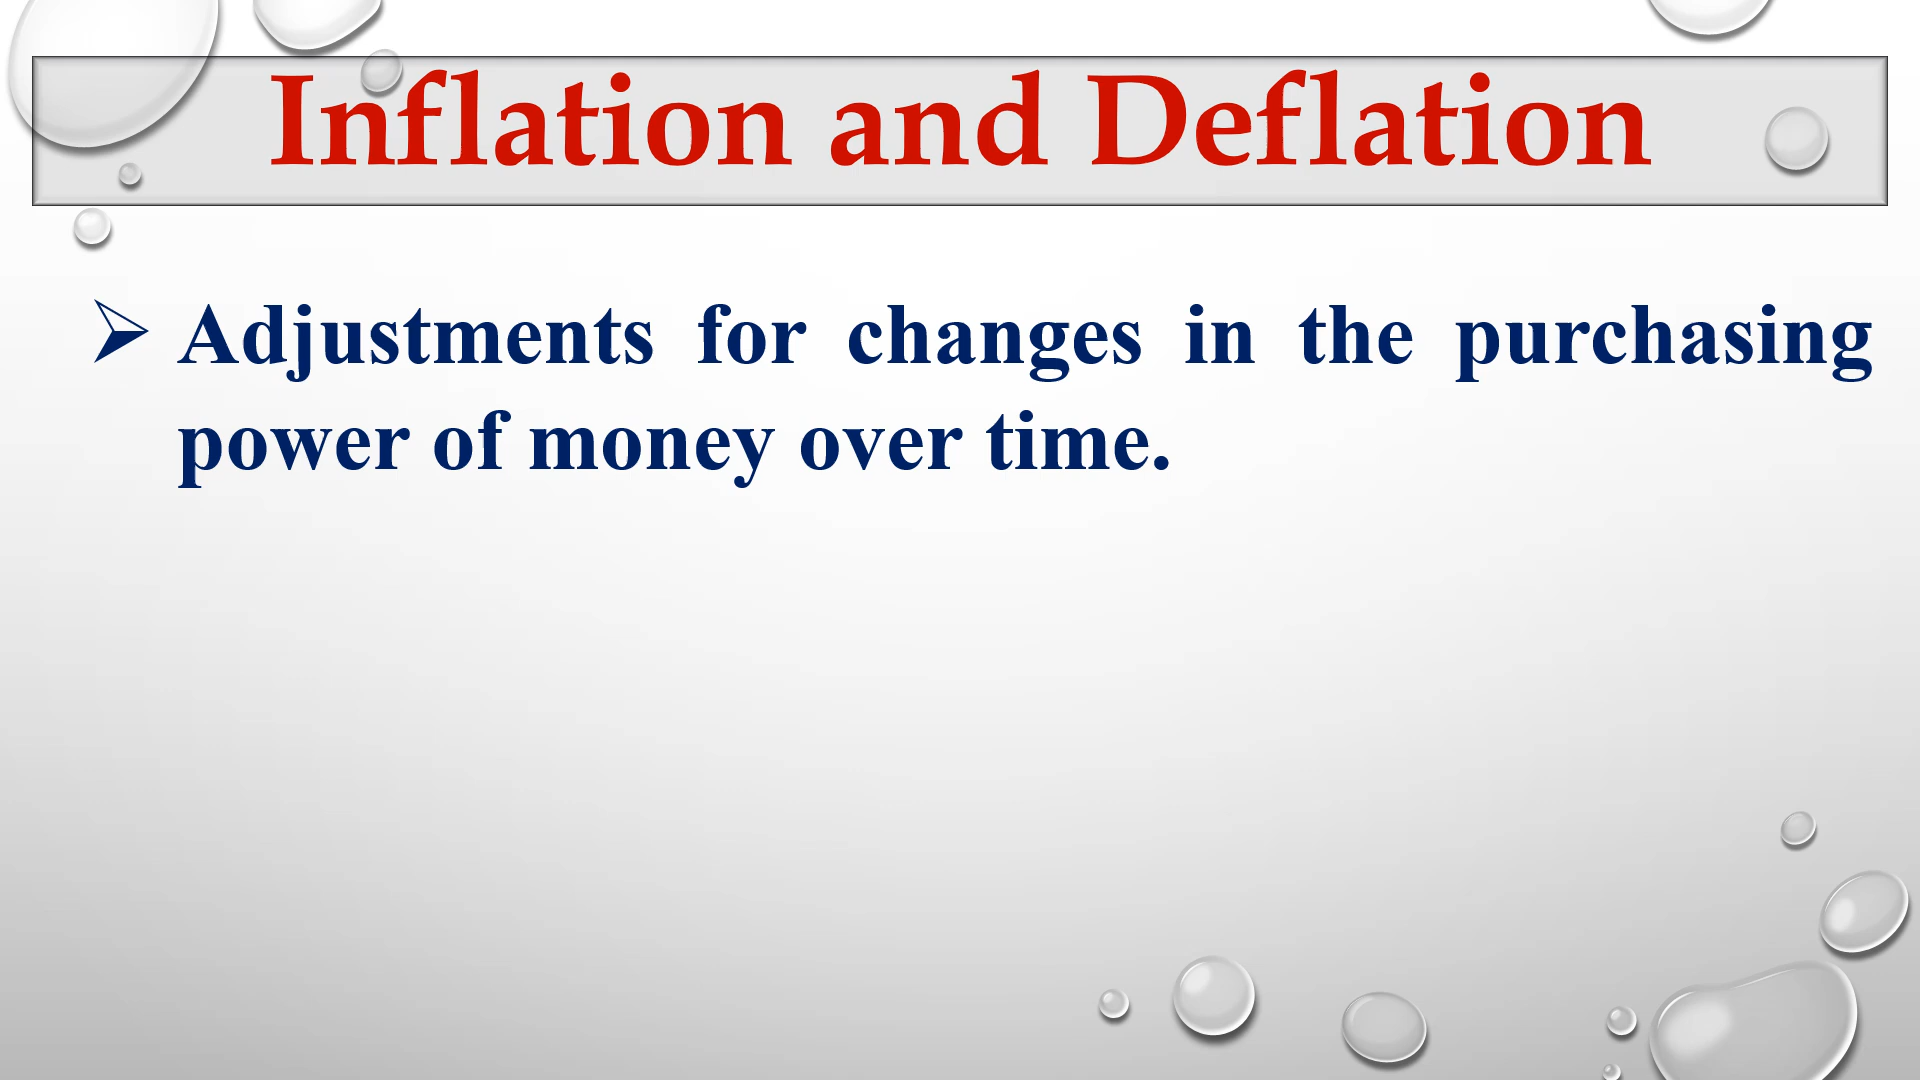 Inflation and Deflation
Adjustments for changes in the purchasing
power of money over time.